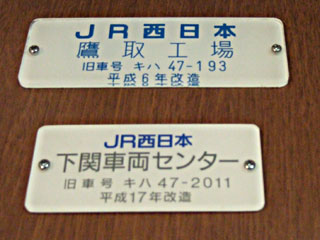 JR西日本
鷹取工場
旧車号 キハ 47-193
平成6年改造
JR西日本
下関車両センター
旧車号 キハ47-2011
平成17年改造